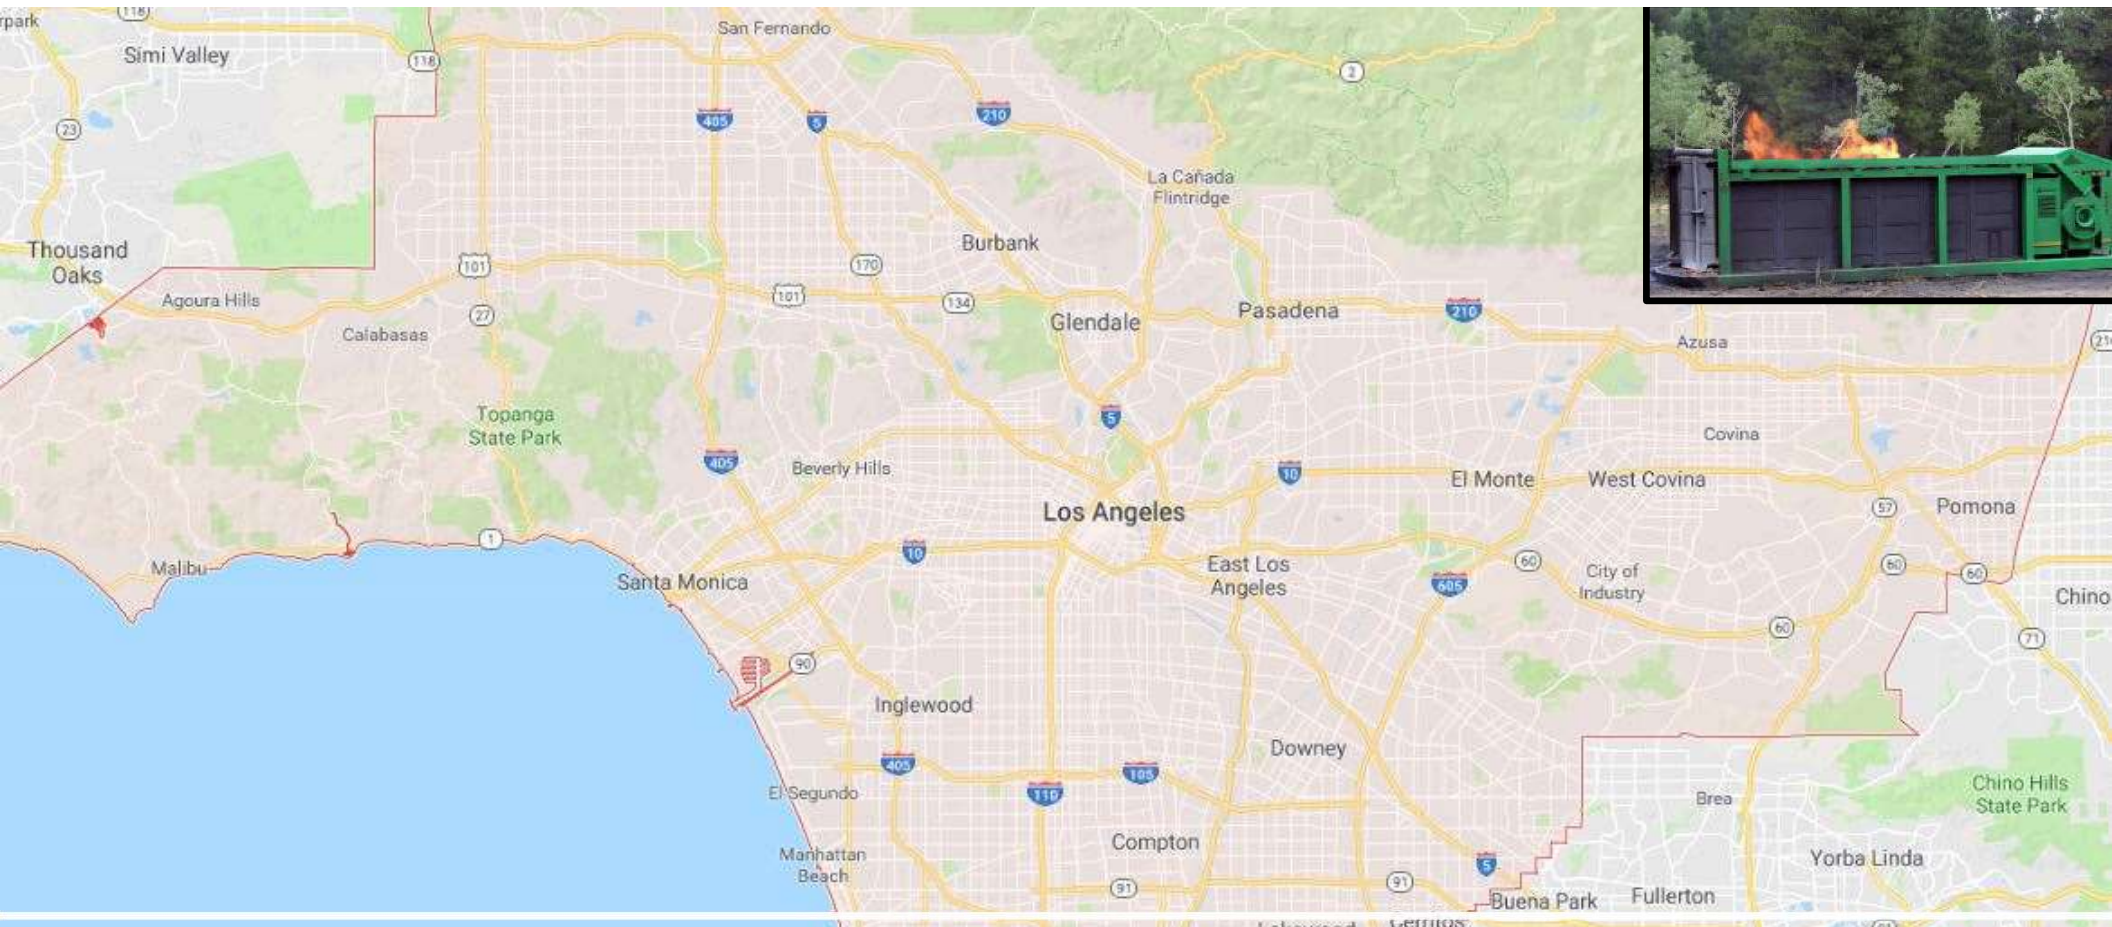 118
rpark
San Fernando
Simi Valley
118
2
405
5
210
23
La Cañada
Flintridge
Thousand
Oaks
Burbank
101
170
Agoura Hills
101
134
Pasadena
210
27
Calabasas
Glendale
Azusa
21
Topanga
State Park
5
Covina
405
Beverly Hills
10
El Monte
West Covina
Los Angeles
57
Pomona
1
10
Malibu
Santa Monica
East Los
Angeles
605
60
City of
Industry
60
60
Chino
60
71
90
Inglewood
Downey
405
105
110
El Segundo
Brea
Chino Hills
State Park
Compton
Manhattan
Beach
5
Yorba Linda
91
91
Buena Park
Fullerton